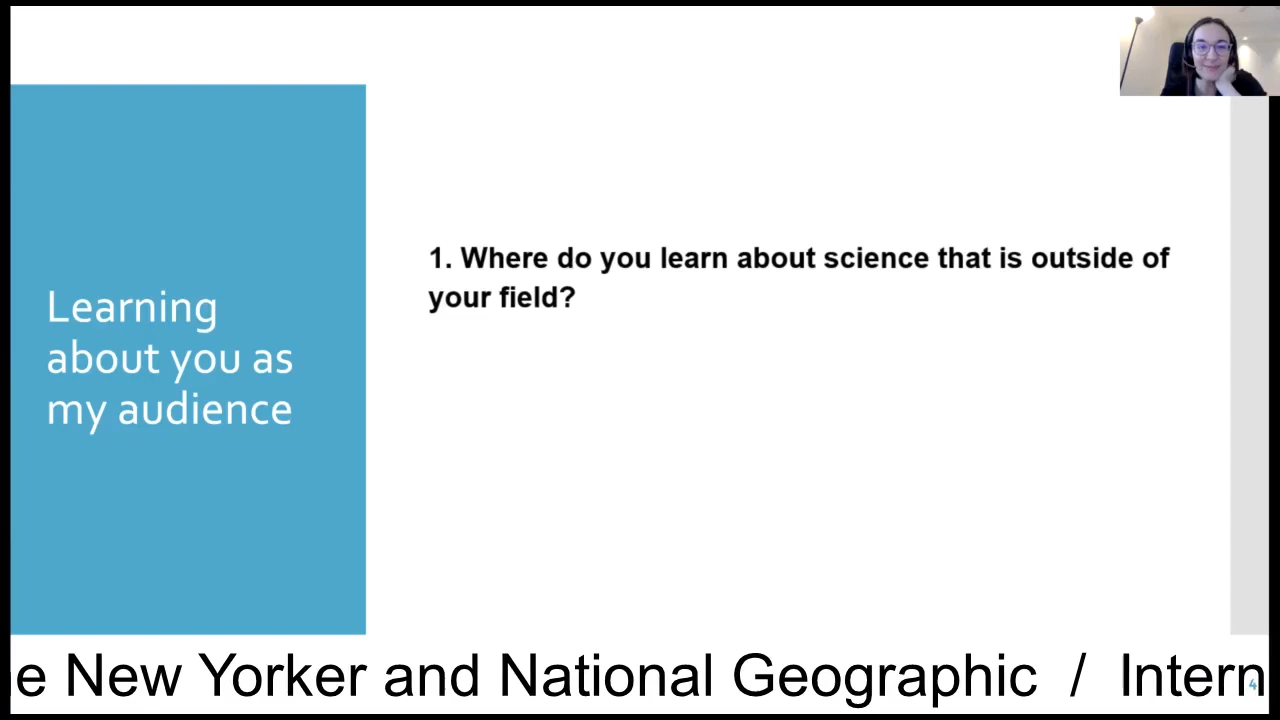 Learning
about you as
my audience
1. Where do you learn about science that is outside of
your field?
e New Yorker and National Geographic / Intern
4